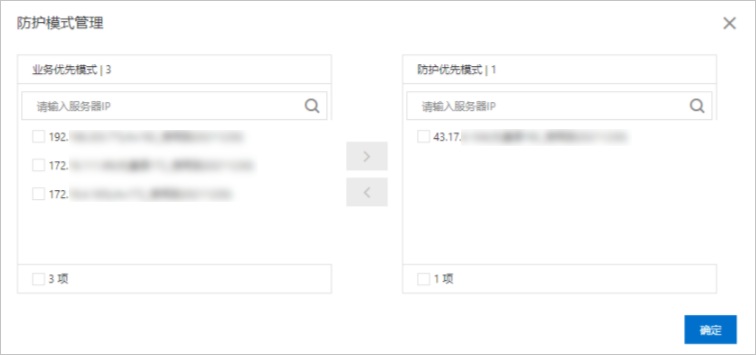 防护模式管理
业务优先模式 | 3
请输入服务器IP
192.
172.
172.
3 项
防护优先模式 | 1
请输入服务器IP
43.17.
1 项
确定